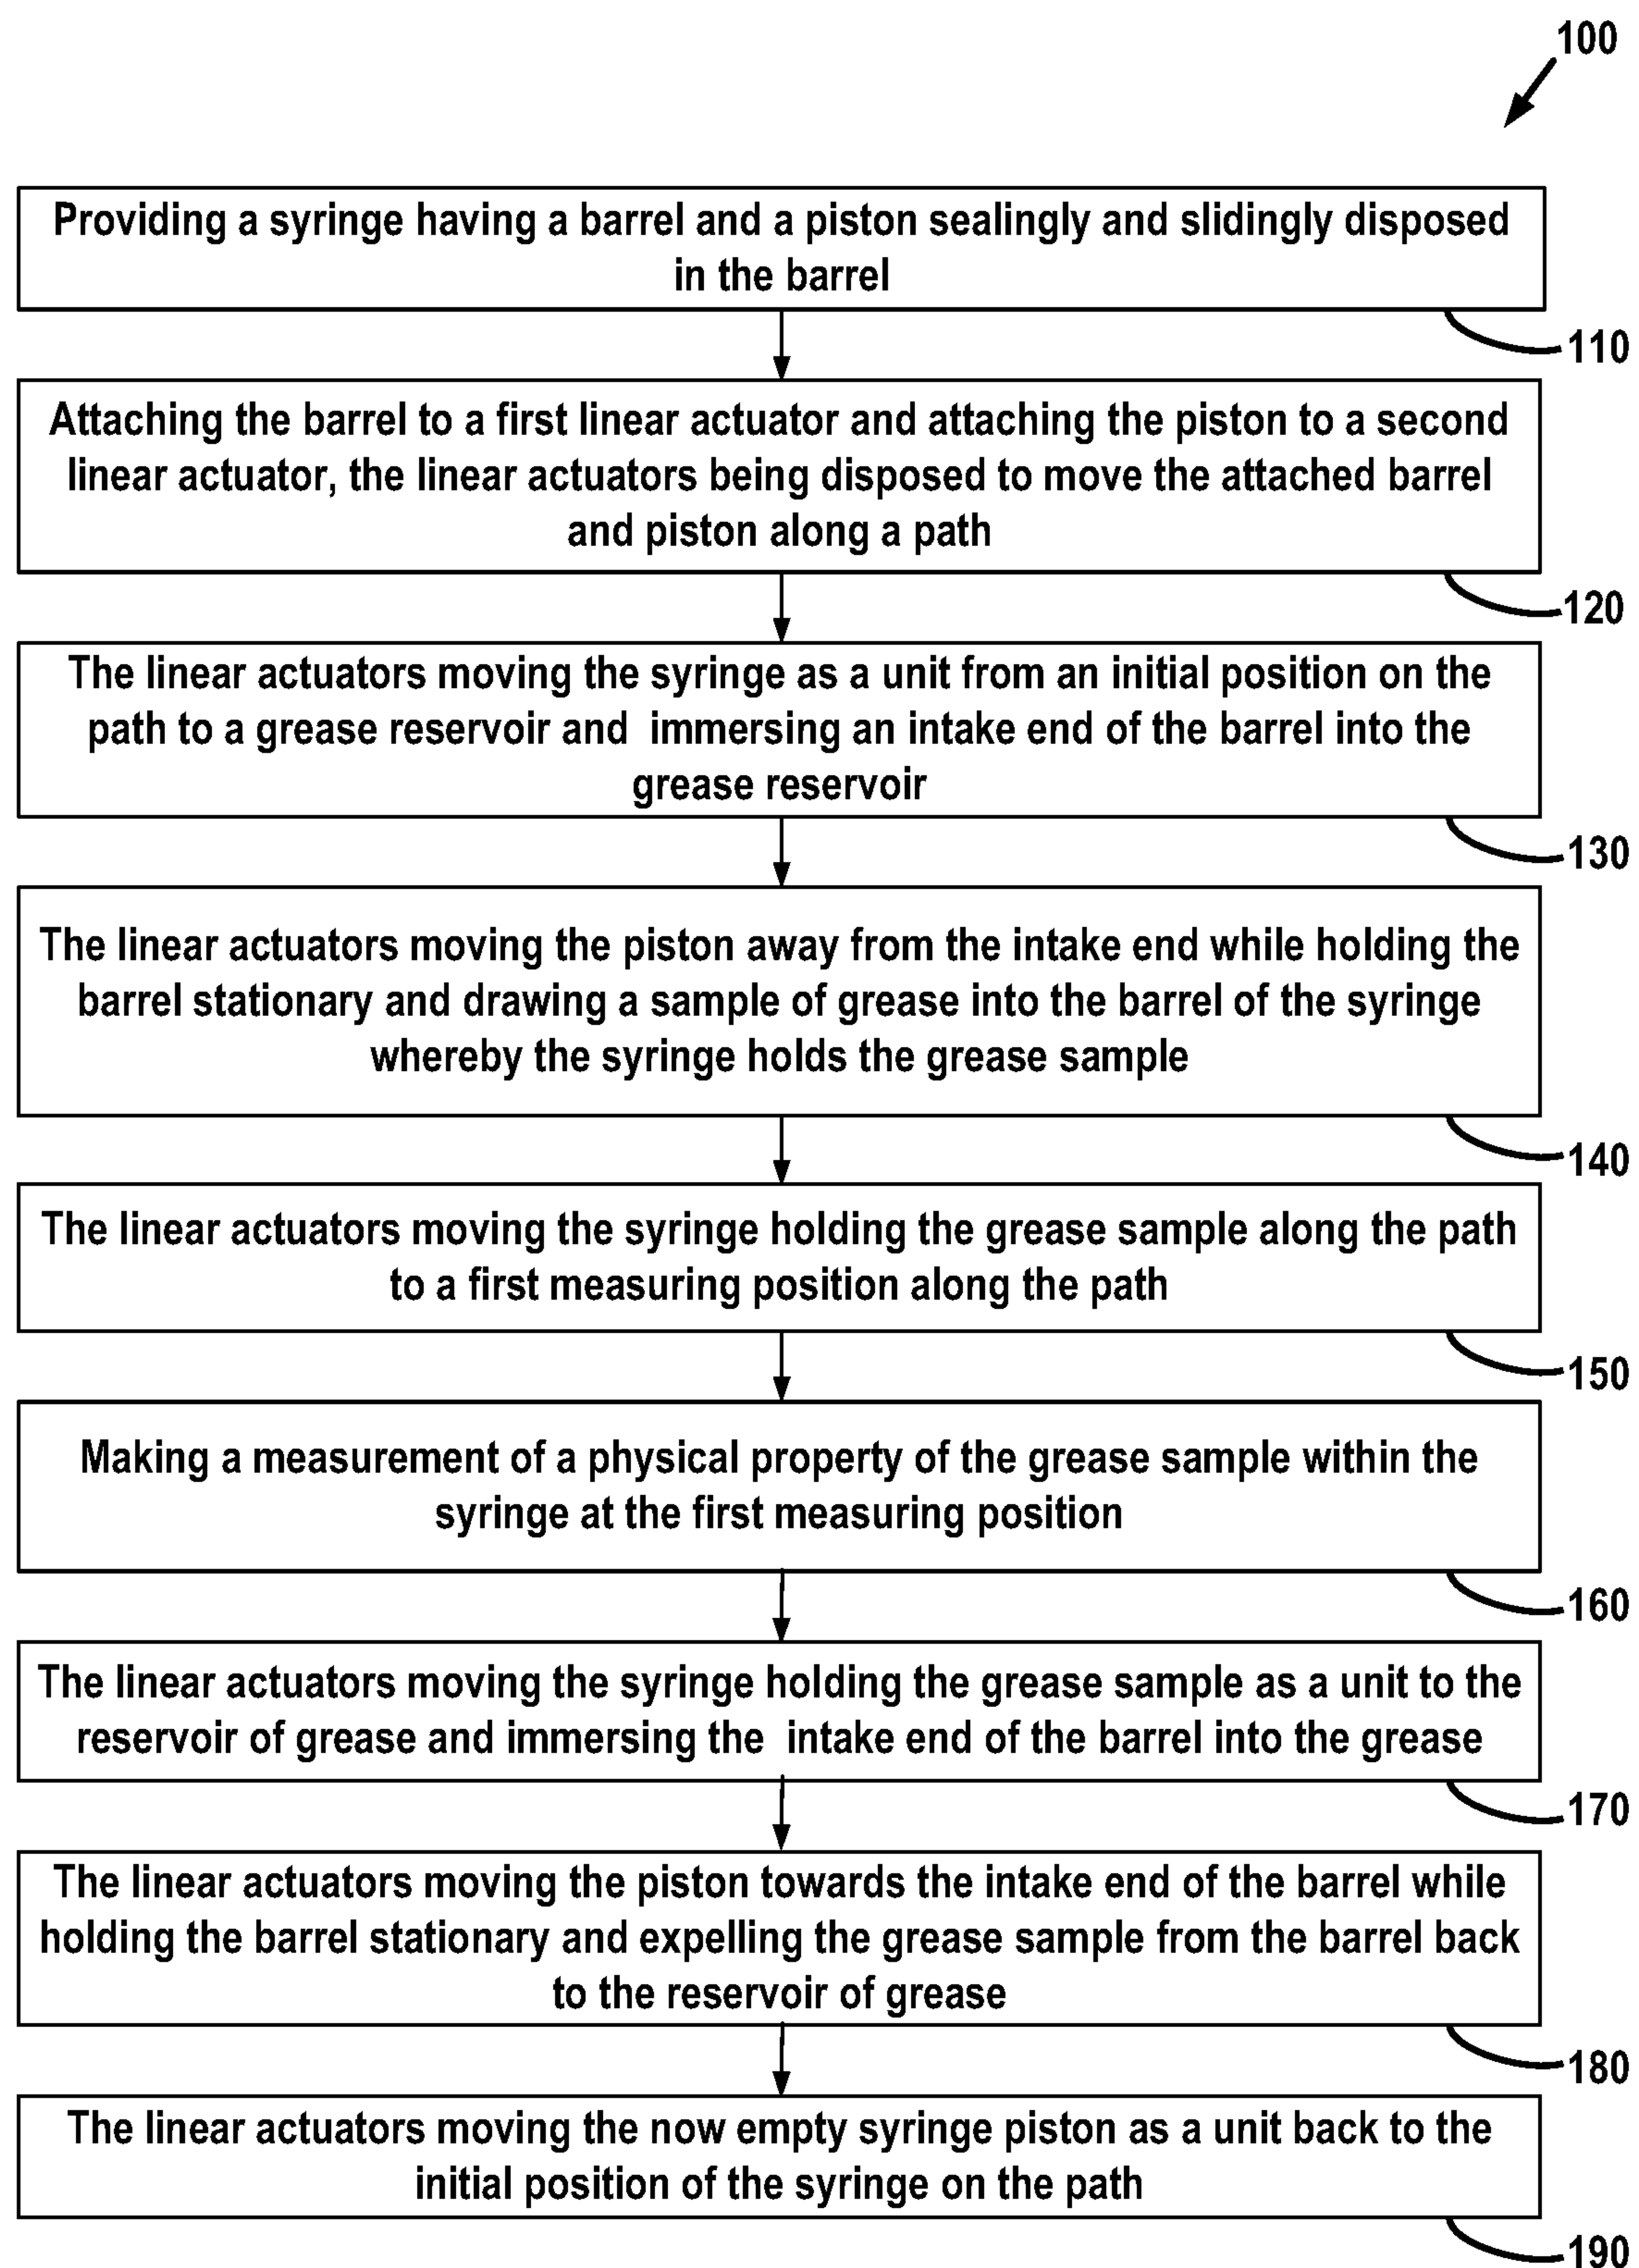 100
Providing a syringe having a barrel and a piston sealingly and slidingly disposed
in the barrel
110
Attaching the barrel to a first linear actuator and attaching the piston to a second
linear actuator, the linear actuators being disposed to move the attached barrel
and piston along a path
120
The linear actuators moving the syringe as a unit from an initial position on the
path to a grease reservoir and immersing an intake end of the barrel into the
grease reservoir
130
The linear actuators moving the piston away from the intake end while holding the
barrel stationary and drawing a sample of grease into the barrel of the syringe
whereby the syringe holds the grease sample
140
The linear actuators moving the syringe holding the grease sample along the path
to a first measuring position along the path
150
Making a measurement of a physical property of the grease sample within the
syringe at the first measuring position
160
The linear actuators moving the syringe holding the grease sample as a unit to the
reservoir of grease and immersing the intake end of the barrel into the grease
170
The linear actuators moving the piston towards the intake end of the barrel while
holding the barrel stationary and expelling the grease sample from the barrel back
to the reservoir of grease
180
The linear actuators moving the now empty syringe piston as a unit back to the
initial position of the syringe on the path
190